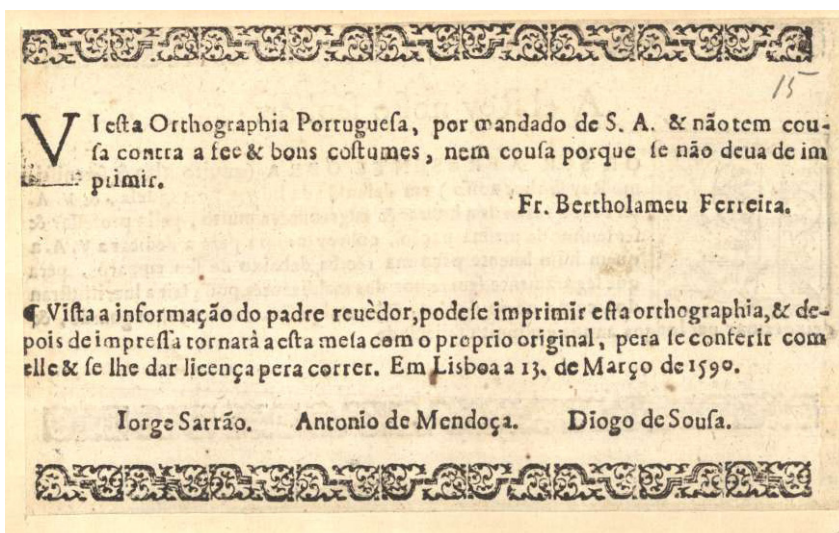 15
VI eſta Orthographia Portugueſa, por mandado de S. A. & não tem cou-
ſa contra a fee & bons coſtumes, nem couſa porque ſe não deua de im
primir.
Fr. Bertholameu Ferreira.
¶ Viſta a informação do padre reuèdor, podeſe imprimir eſta orthographia, & de-
pois de impreſſa tornarà a eſta meſa com o proprio original, pera ſe conferir com
elle & ſe lhe dar licença pera correr. Em Lisboa a 13. de Março de 1590.
Iorge Sarrão. Antonio de Mendoça. Diogo de Souſa.